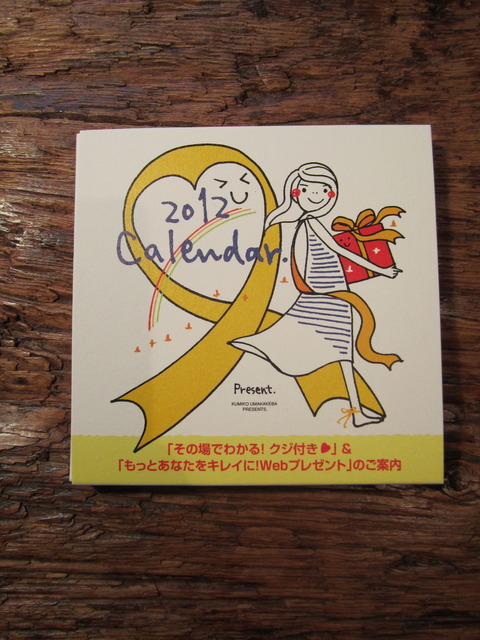 2012
Calendar.
Present.
KUMIKO UMAKAKEBA
PRESENTS.
「その場でわかる! クジ付き♥」&
「もっとあなたをキレイに!Webプレゼント」のご案内